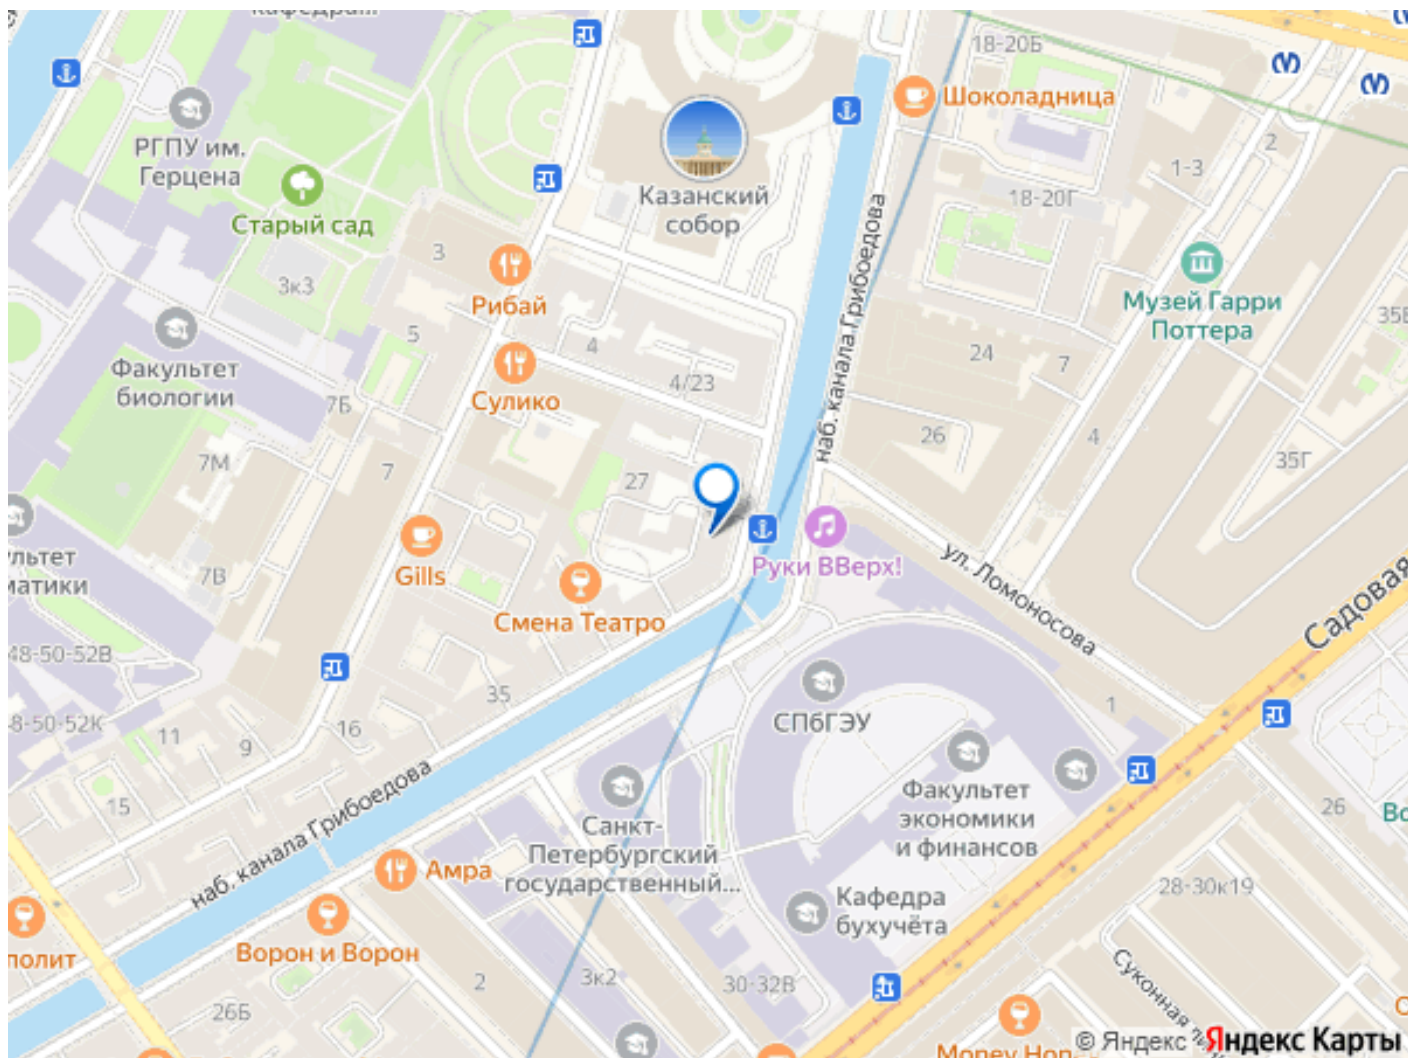 18-20Б
Шоколадница
РГПУ им.
Герцена
Старый сад
Казанский
собор
2
1-3
18-20Г
3
3к3
Рибай
наб. канала Грибоедова
Музей Гарри
Поттера
5
4
24
7
Факультет
биологии
7Б
Сулико
4/23
26
4
35Г
7М
7
27
Gills
7В
Руки ВВерх!
ул. Ломоносова
Садовая
Смена Театро
48-50-52В
35
СПбГЭУ
1
11
9
16
15
наб. канала Грибоедова
Факультет
экономики
и финансов
26
Санкт-
Петербургский
государственный...
Амра
Кафедра
бухучёта
28-30к19
Ворон и Ворон
2
3к2
30-32В
26Б
Суконная
Money Hon
© Яндекс Яндекс Карты